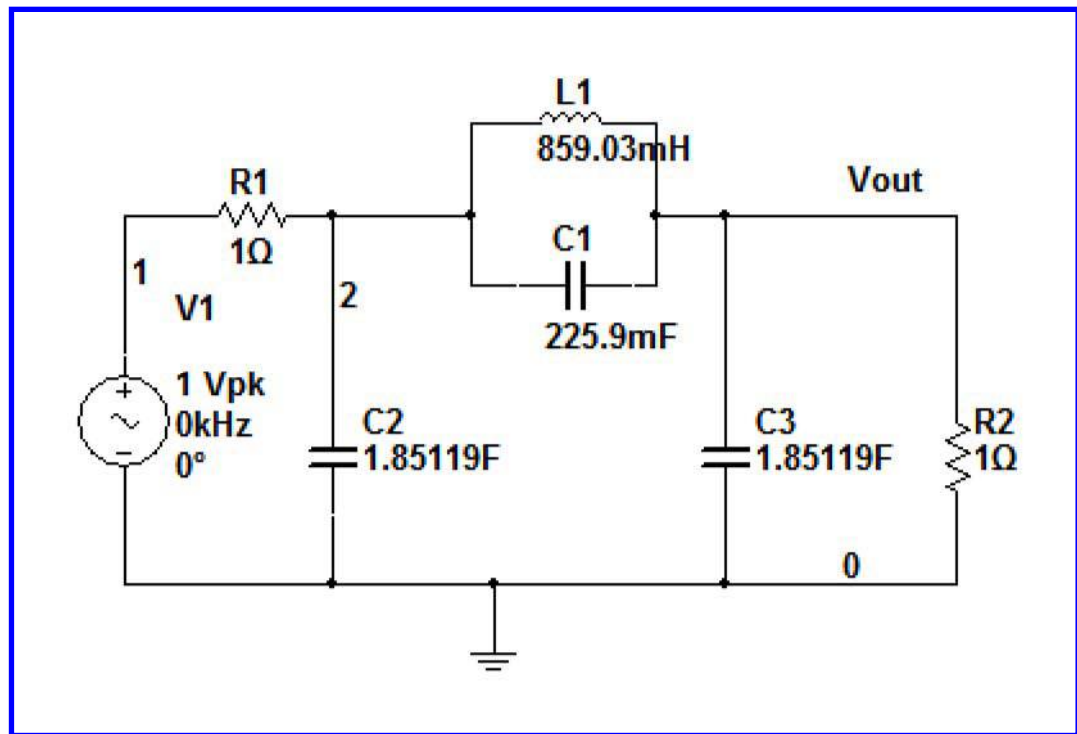 L1
859.03mH
R1
1Ω
Vout
C1
225.9mF
1
2
V1
1 Vpk
0kHz
0°
C2
1.85119F
C3
1.85119F
R2
1Ω
0